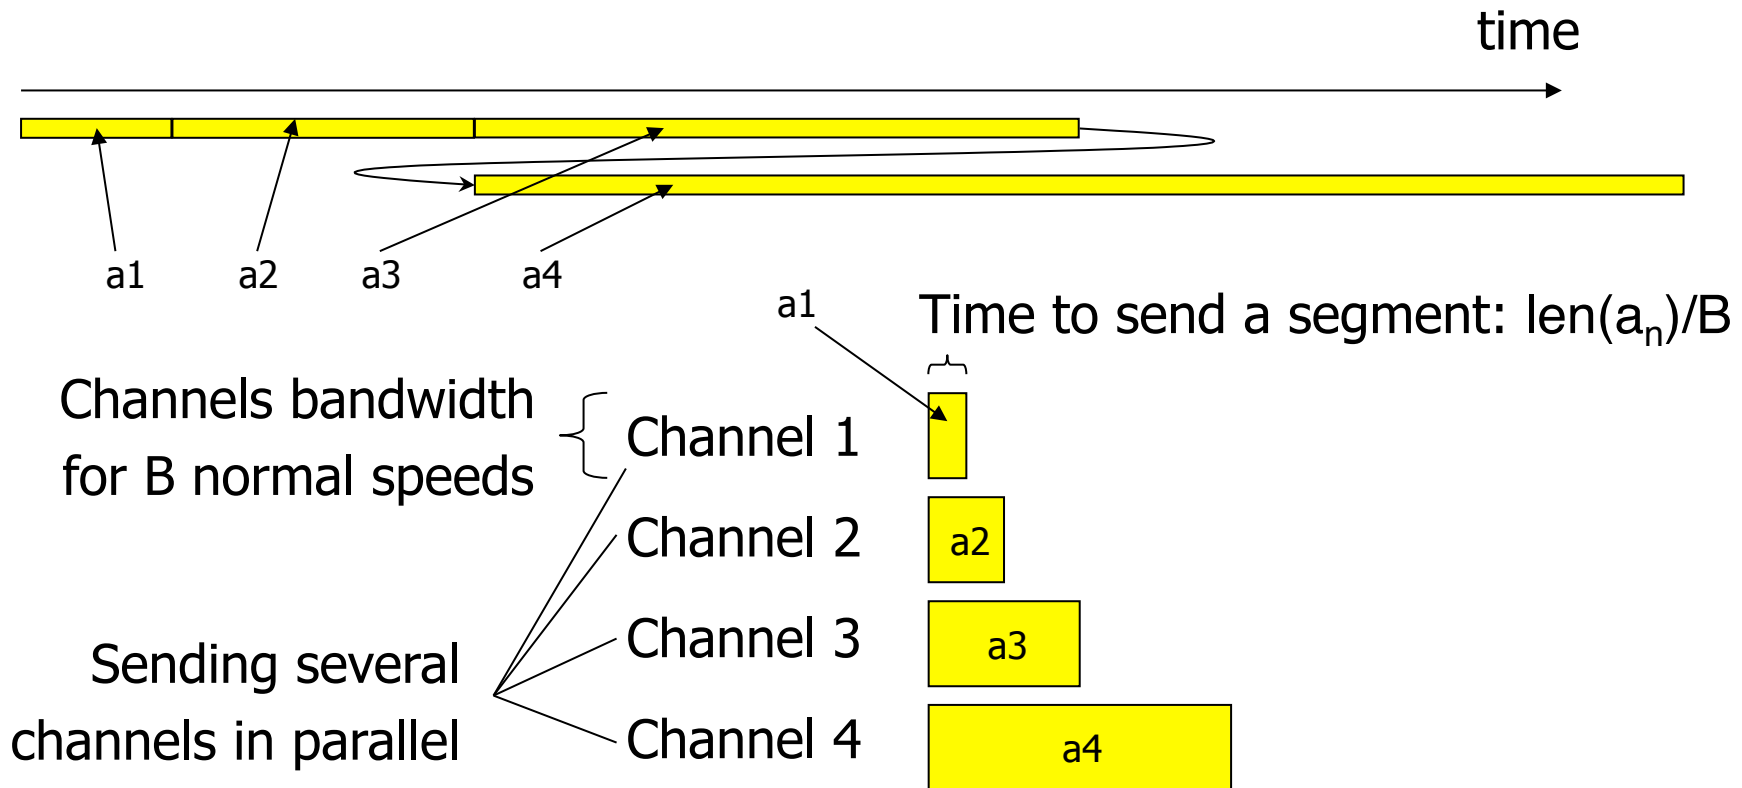 time
a1
a2
a3
a4
a1
Time to send a segment: len(aₙ)/B
Channels bandwidth
for B normal speeds
Channel 1
Channel 2
a2
Channel 3
a3
Sending several
channels in parallel
Channel 4
a4